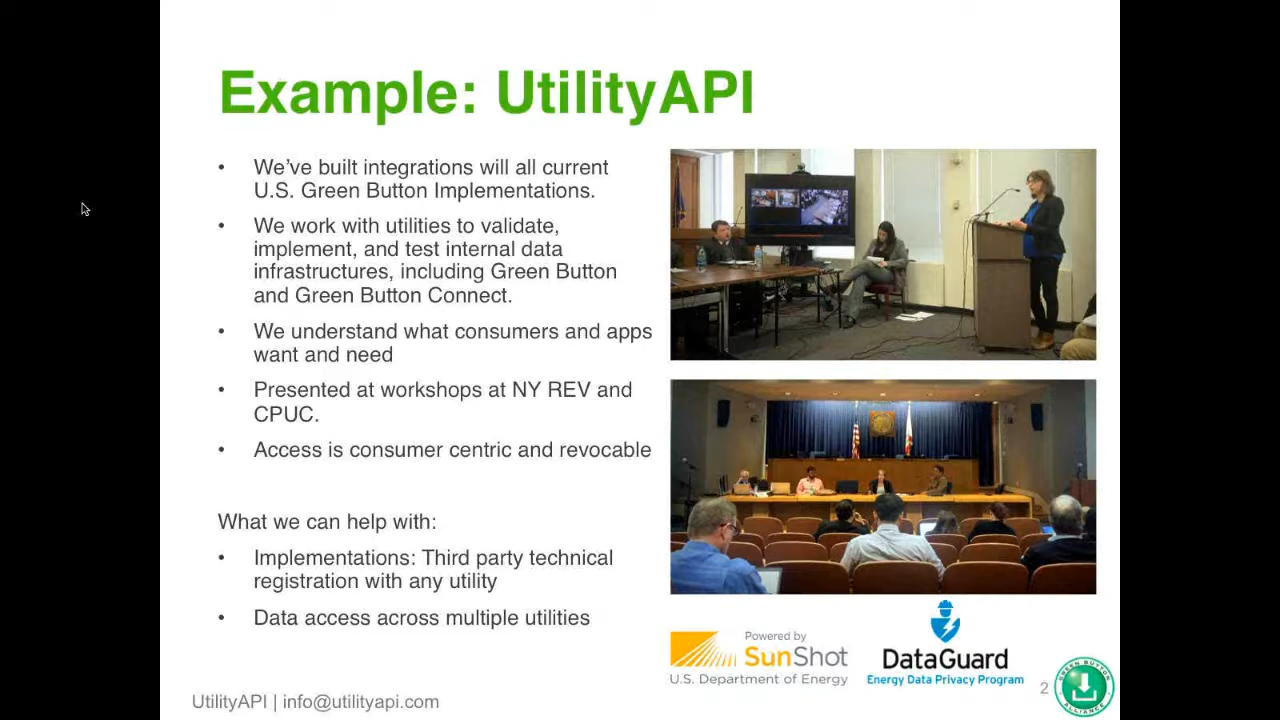 Example: UtilityAPI
• We've built integrations will all current
U.S. Green Button Implementations.
• We work with utilities to validate,
implement, and test internal data
infrastructures, including Green Button
and Green Button Connect.
• We understand what consumers and apps
want and need
• Presented at workshops at NY REV and
CPUC.
• Access is consumer centric and revocable
What we can help with:
• Implementations: Third party technical
registration with any utility
• Data access across multiple utilities
Powered by
SunShot
U.S. Department of Energy
DataGuard
Energy Data Privacy Program
UtilityAPI | info@utilityapi.com
2
GREEN BUTTON
ALLIANCE